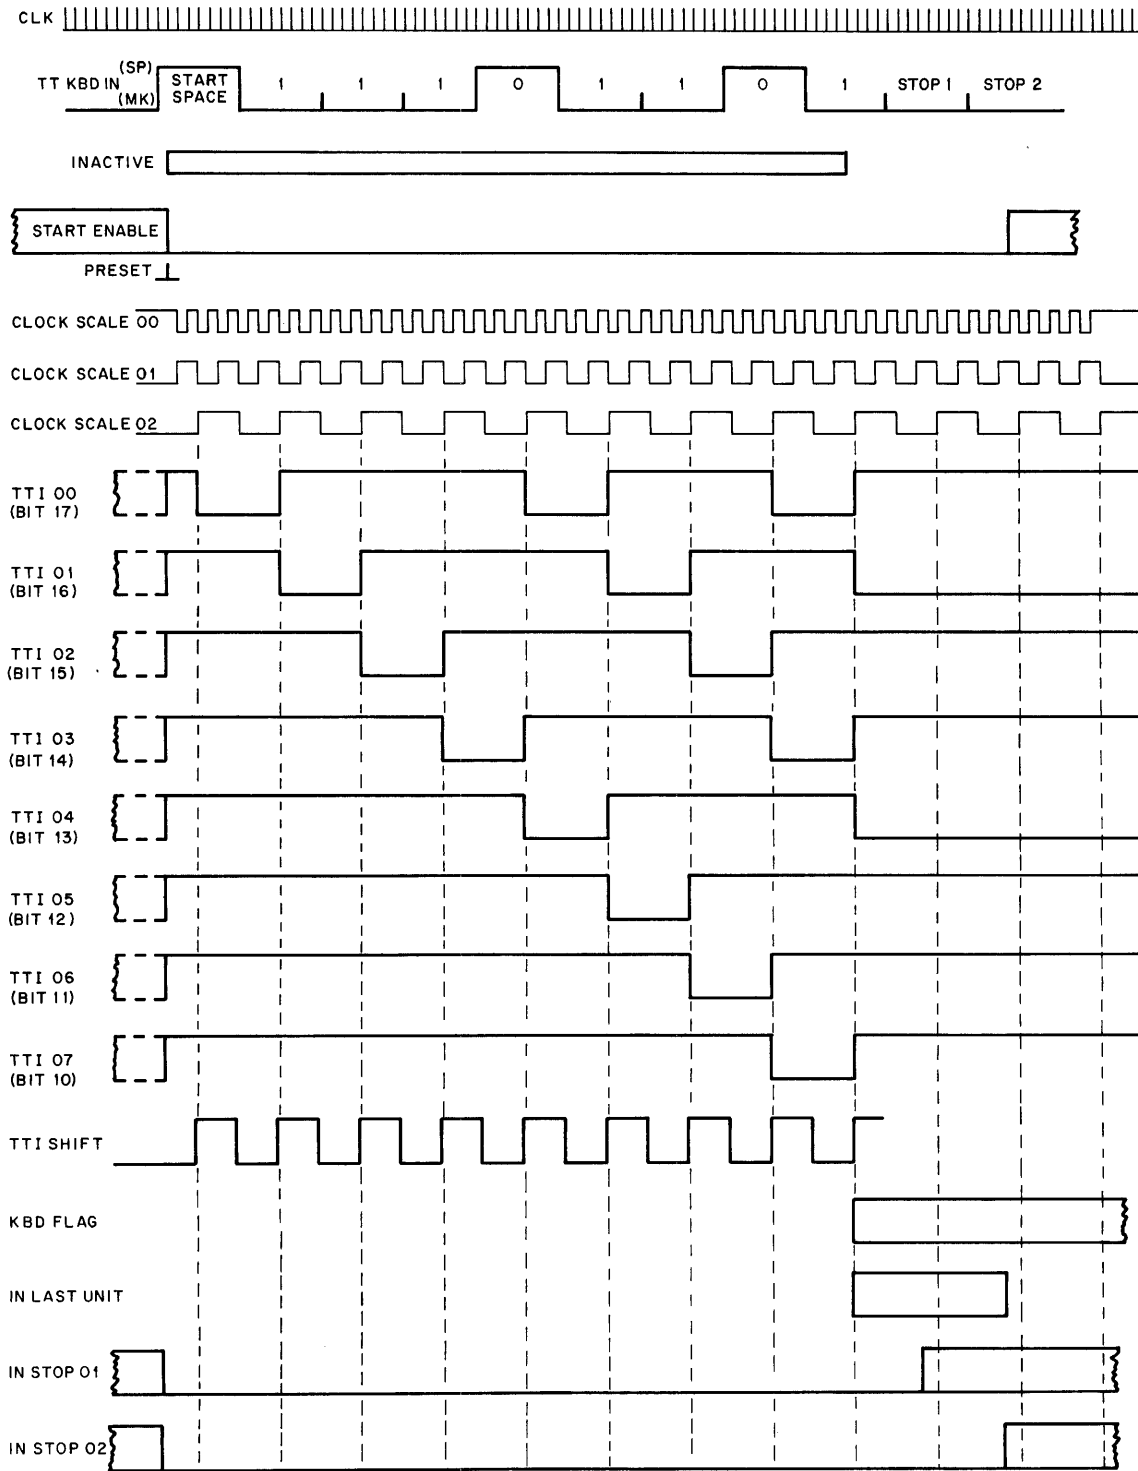 CLK
TT KBD IN (SP)
(MK)
START SPACE 1 1 1 0 1 1 0 1 STOP 1 STOP 2
INACTIVE
START ENABLE
PRESET
CLOCK SCALE 00
CLOCK SCALE 01
CLOCK SCALE 02
TTI 00
(BIT 17)
TTI 01
(BIT 16)
TTI 02
(BIT 15)
TTI 03
(BIT 14)
TTI 04
(BIT 13)
TTI 05
(BIT 12)
TTI 06
(BIT 11)
TTI 07
(BIT 10)
TTI SHIFT
KBD FLAG
IN LAST UNIT
IN STOP 01
IN STOP 02